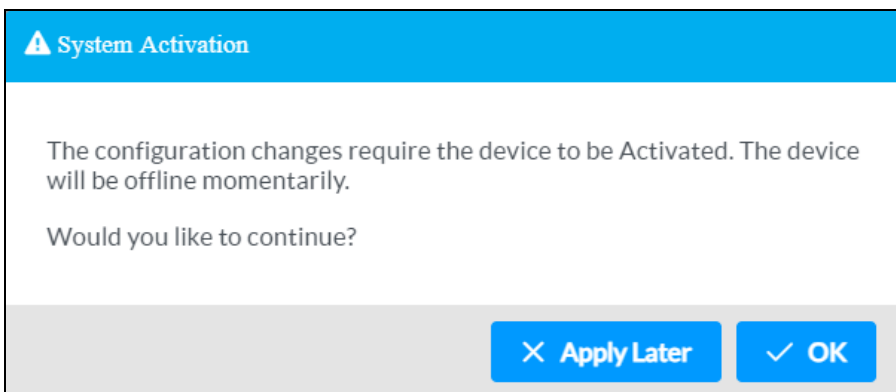 System Activation
The configuration changes require the device to be Activated. The device
will be offline momentarily.
Would you like to continue?
Apply Later
OK